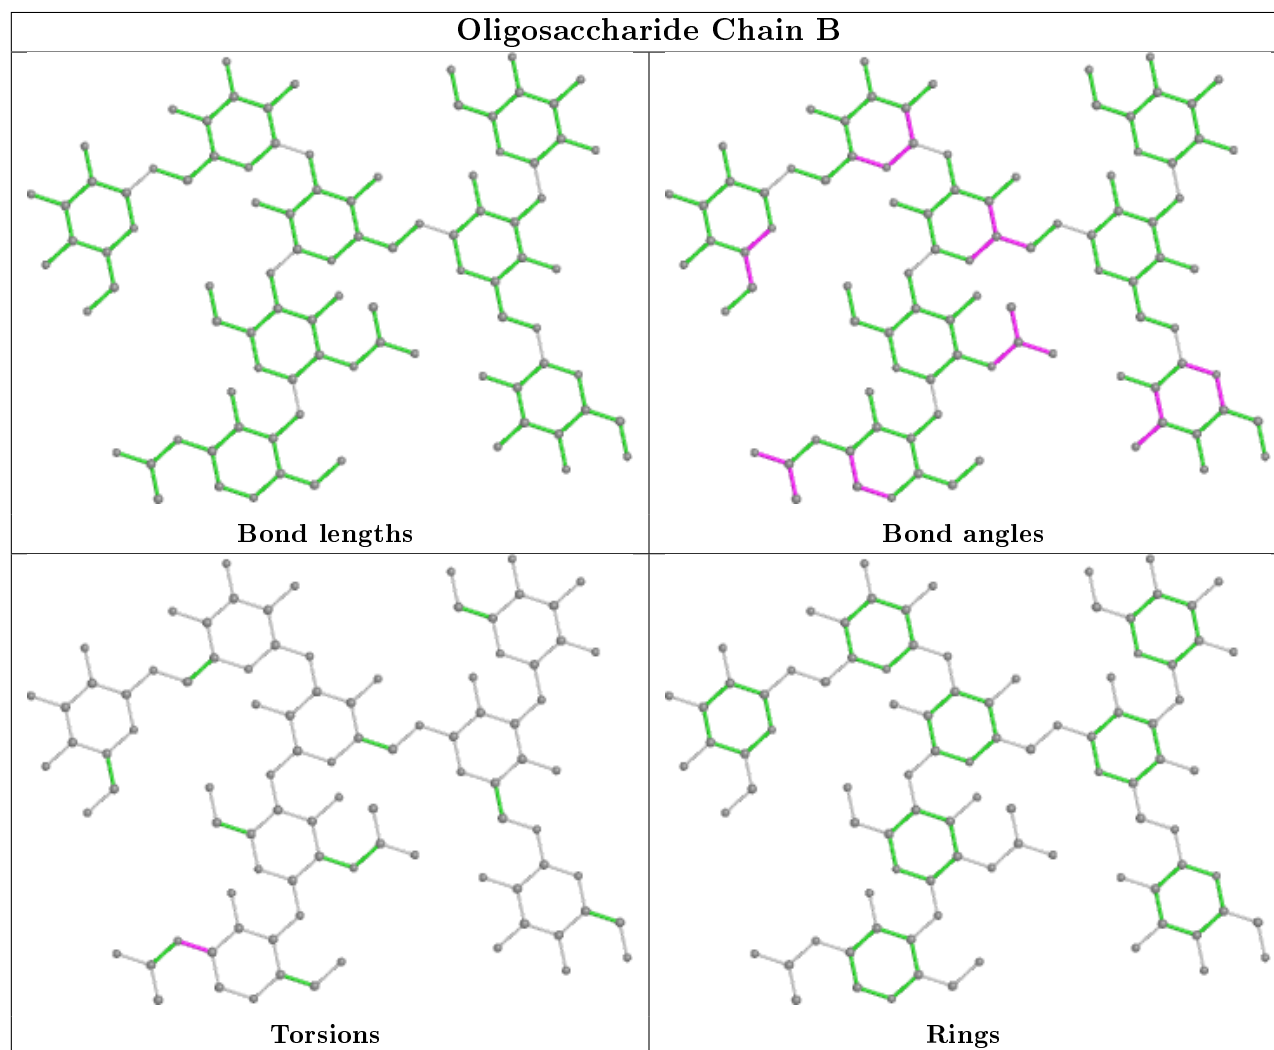 Oligosaccharide Chain B
Bond lengths
Bond angles
Torsions
Rings